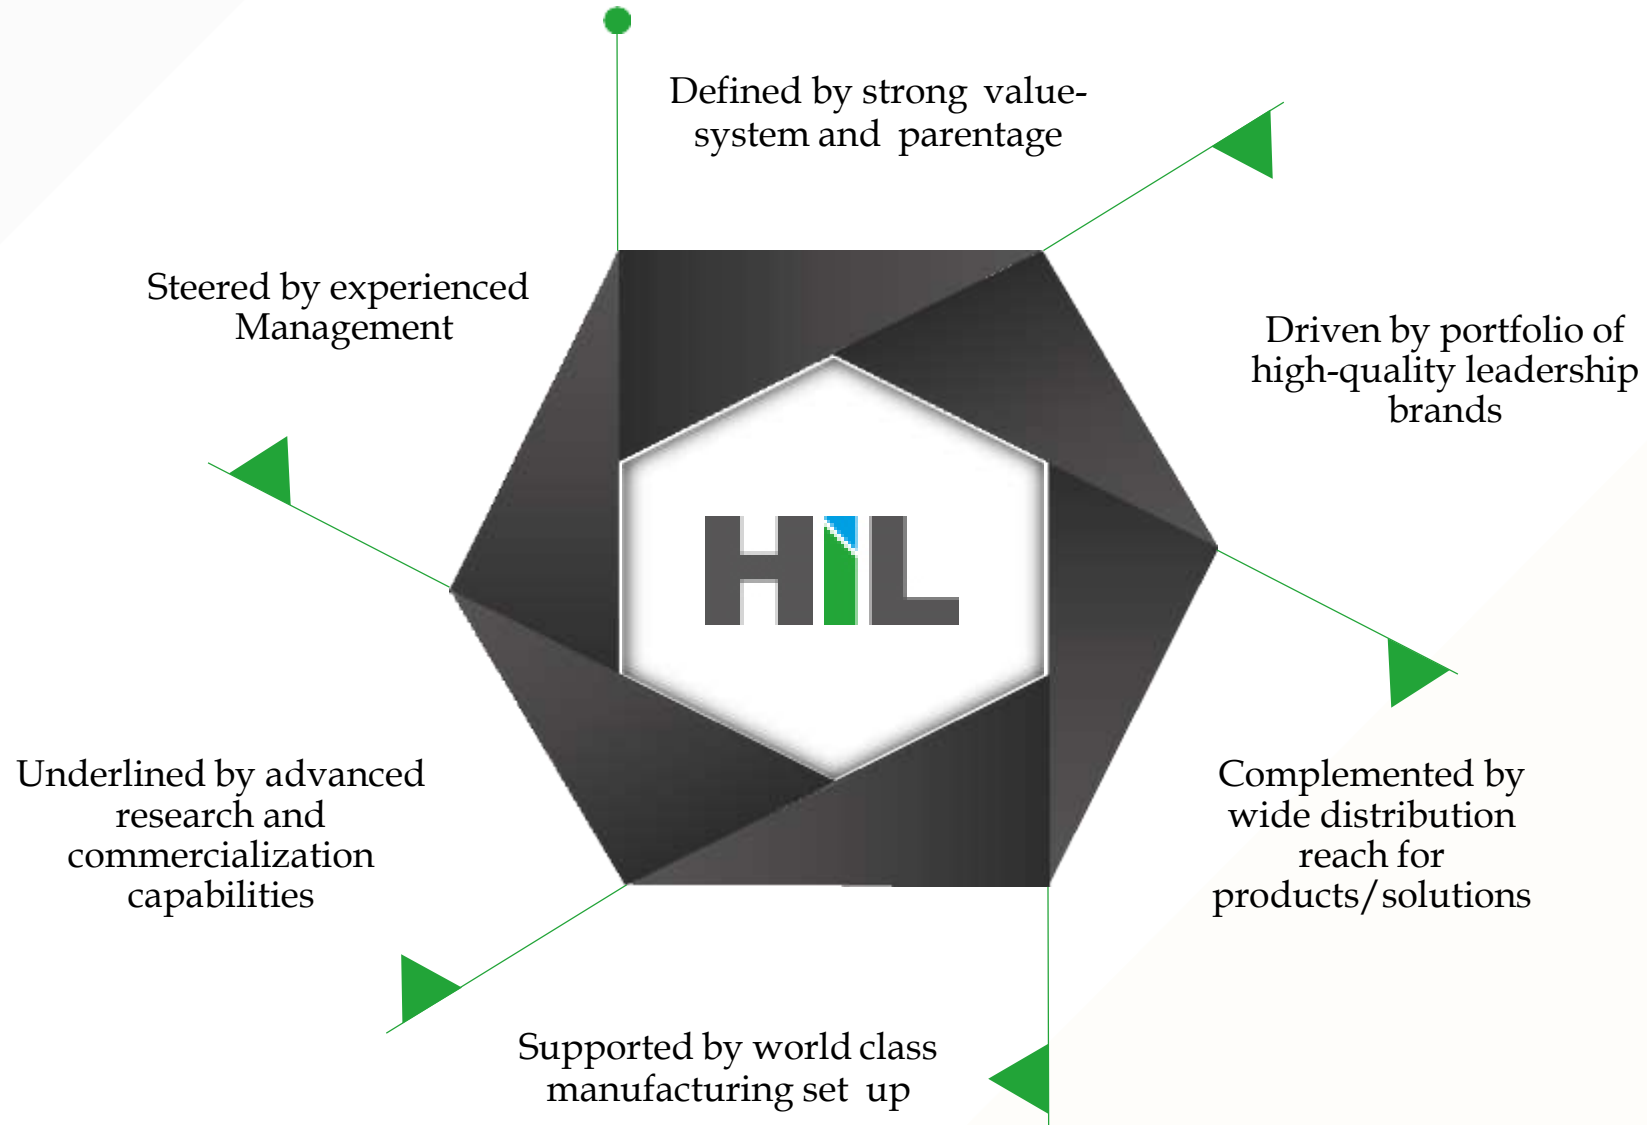 Defined by strong value-
system and parentage
Driven by portfolio of
high-quality leadership
brands
Complemented by
wide distribution
reach for
products/solutions
Supported by world class
manufacturing set up
Underlined by advanced
research and
commercialization
capabilities
Steered by experienced
Management
HIL